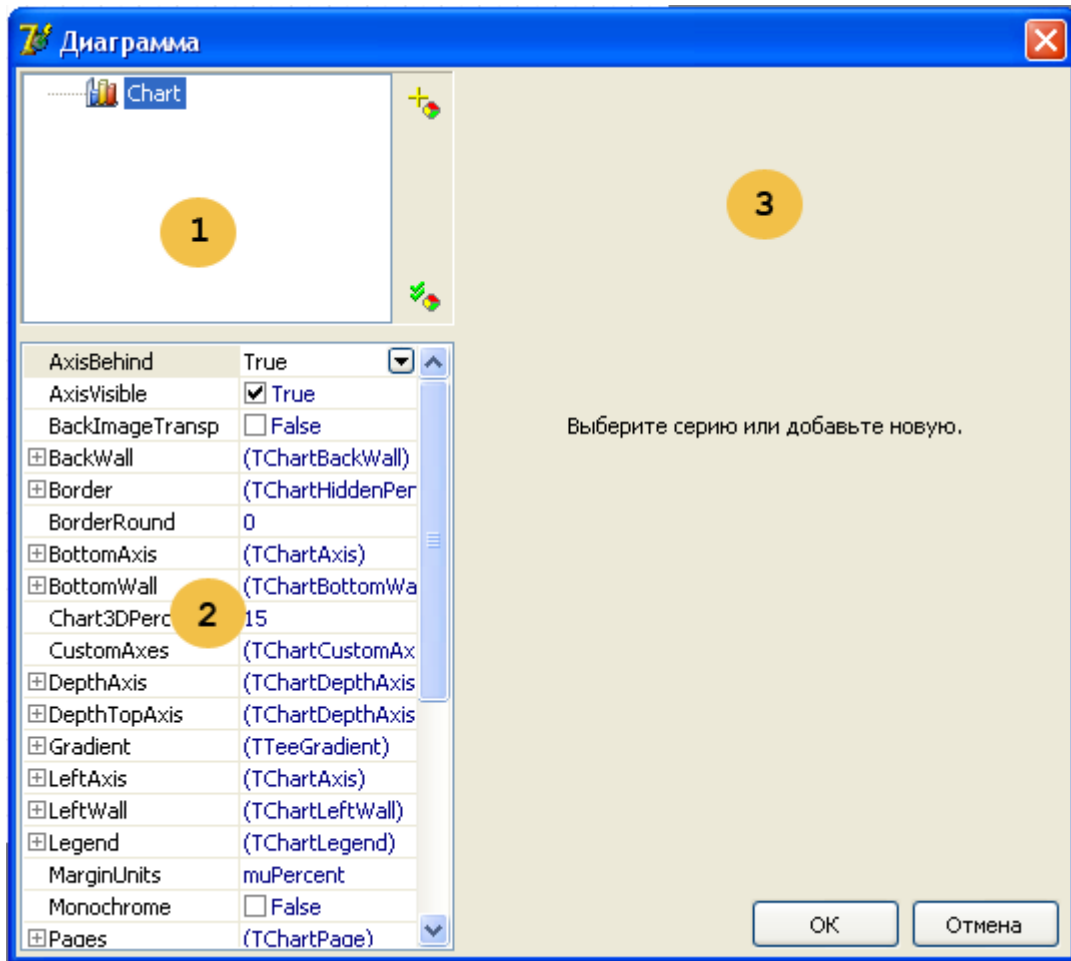 Диаграмма
Chart
1
3
AxisBehind True
AxisVisible True
BackImageTransp False
BackWall (TChartBackWall)
Border (TChartHiddenPer
BorderRound 0
BottomAxis (TChartAxis)
BottomWall (TChartBottomWa
Chart3DPerc 2 15
CustomAxes (TChartCustomAx
DepthAxis (TChartDepthAxis
DepthTopAxis (TChartDepthAxis
Gradient (TTeeGradient)
LeftAxis (TChartAxis)
LeftWall (TChartLeftWall)
Legend (TChartLegend)
MarginUnits muPercent
Monochrome False
Pages (TChartPage)
Выберите серию или добавьте новую.
ОК Отмена